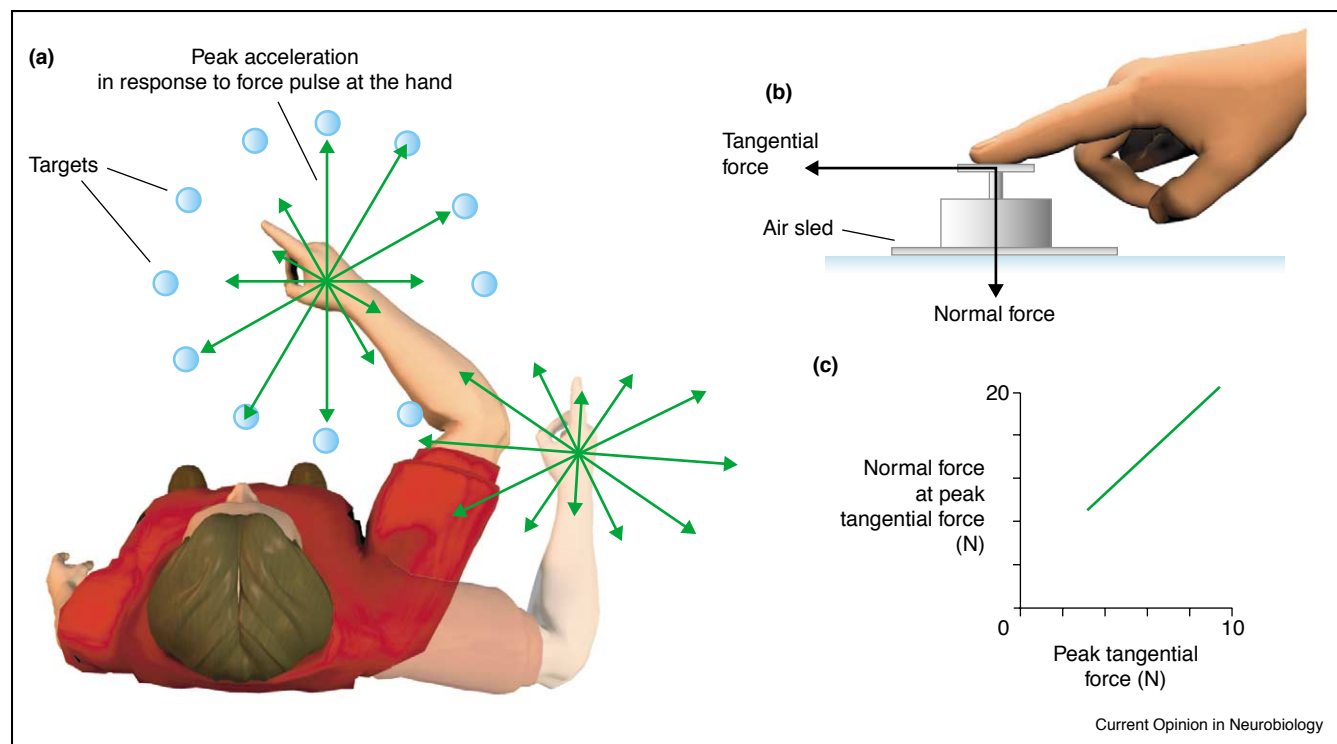 (a)
Peak acceleration
in response to force pulse at the hand
Targets
(b)
Tangential
force
Air sled
Normal force
(c)
20
Normal force
at peak
tangential force
(N)
0
10
Peak tangential
force (N)
Current Opinion in Neurobiology